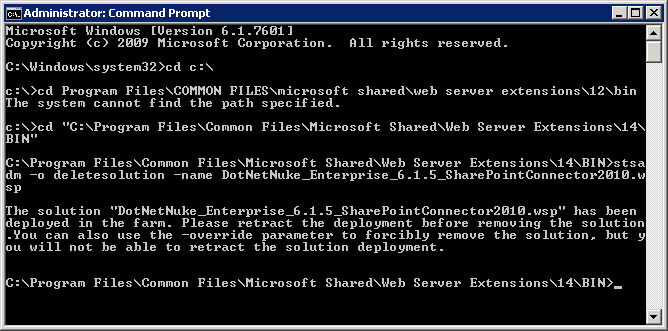 Administrator: Command Prompt
Microsoft Windows [Version 6.1.7601]
Copyright (c) 2009 Microsoft Corporation.  All rights reserved.
C:\Windows\system32>cd c:\
c:\>cd Program Files\COMMON FILES\microsoft shared\web server extensions\12\bin
The system cannot find the path specified.
c:\>cd "C:\Program Files\Common Files\Microsoft Shared\Web Server Extensions\14\
BIN"
C:\Program Files\Common Files\Microsoft Shared\Web Server Extensions\14\BIN>stsa
dm -o deletesolution -name DotNetNuke_Enterprise_6.1.5_SharePointConnector2010.w
sp
The solution "DotNetNuke_Enterprise_6.1.5_SharePointConnector2010.wsp" has been
deployed in the farm. Please retract the deployment before removing the solution
.You can also use the -override parameter to forcibly remove the solution, but y
ou will not be able to retract the solution deployment.
C:\Program Files\Common Files\Microsoft Shared\Web Server Extensions\14\BIN>_